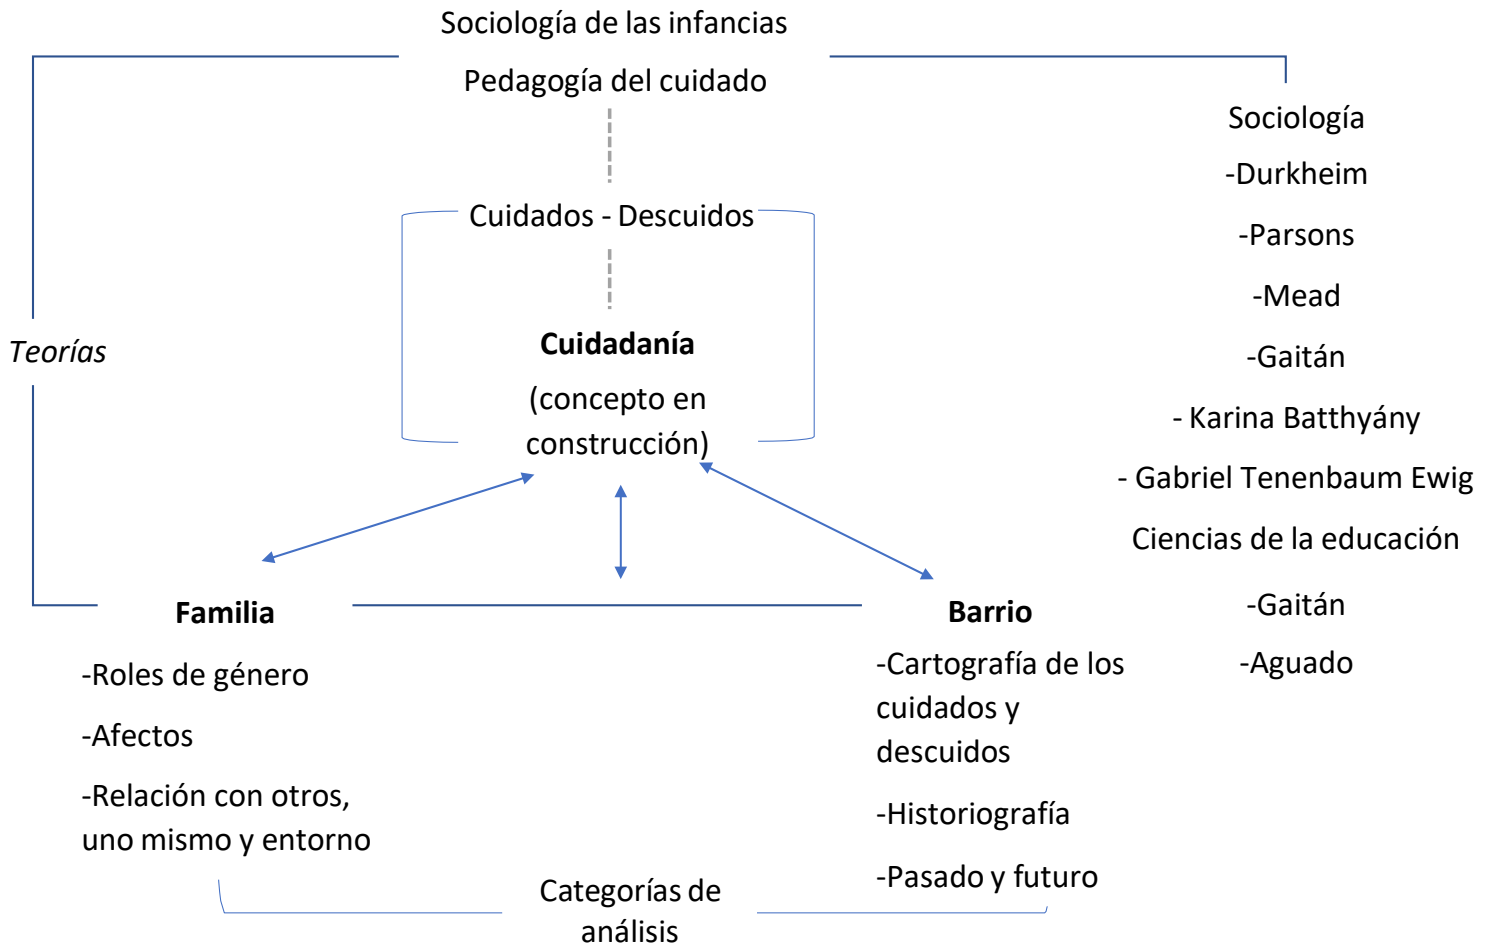 Sociología de las infancias
Pedagogía del cuidado
Cuidados - Descuidos
Cuidadanía
(concepto en
construcción)
Teorías
Sociología
-Durkheim
-Parsons
-Mead
-Gaitán
- Karina Batthyány
- Gabriel Tenenbaum Ewig
Ciencias de la educación
-Gaitán
-Aguado
Familia
-Roles de género
-Afectos
-Relación con otros,
uno mismo y entorno
Barrio
-Cartografía de los
cuidados y
descuidos
-Historiografía
-Pasado y futuro
Categorías de
análisis